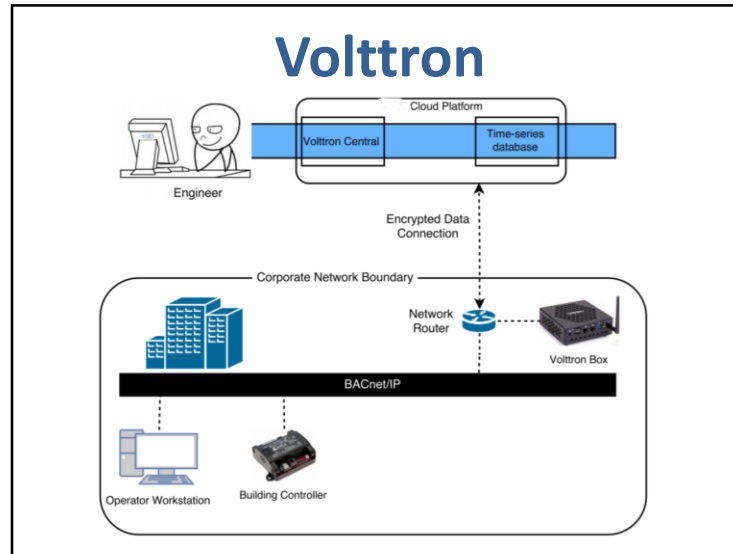 Volttron
Cloud Platform
Volttron Central
Time-series
database
Engineer
Encrypted Data
Connection
Corporate Network Boundary
Network
Router
Volttron Box
BACnet/IP
Operator Workstation
Building Controller